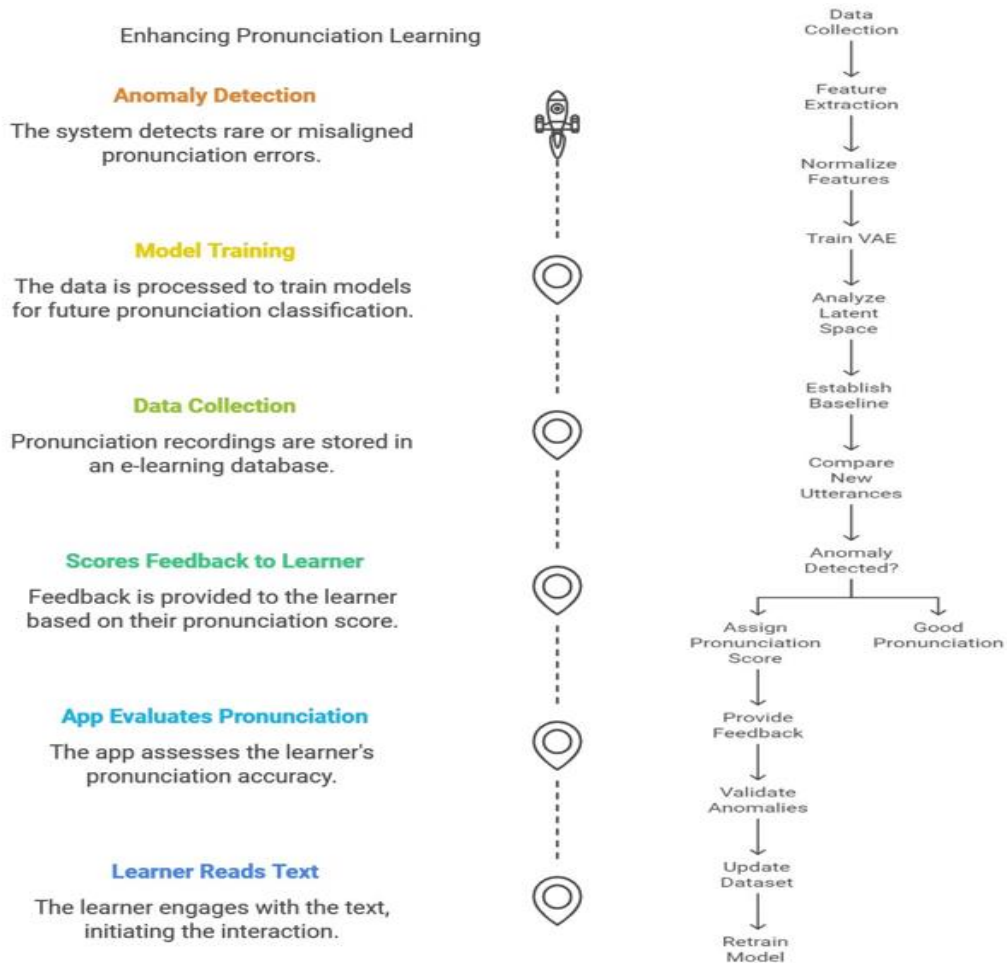 Enhancing Pronunciation Learning
Anomaly Detection
The system detects rare or misaligned
pronunciation errors.
Model Training
The data is processed to train models
for future pronunciation classification.
Data Collection
Pronunciation recordings are stored in
an e-learning database.
Scores Feedback to Learner
Feedback is provided to the learner
based on their pronunciation score.
App Evaluates Pronunciation
The app assesses the learner's
pronunciation accuracy.
Learner Reads Text
The learner engages with the text,
initiating the interaction.
Data
Collection
Feature
Extraction
Normalize
Features
Train VAE
Analyze
Latent
Space
Establish
Baseline
Compare
New
Utterances
Anomaly
Detected?
Assign
Pronunciation
Score
Good
Pronunciation
Provide
Feedback
Validate
Anomalies
Update
Dataset
Retrain
Model